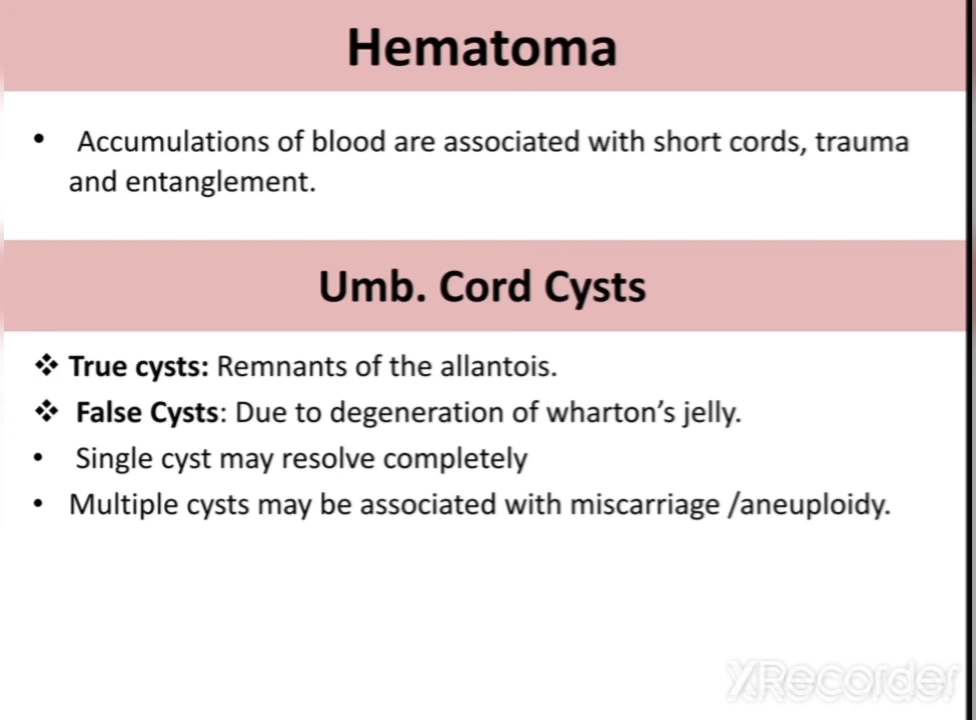 Hematoma
• Accumulations of blood are associated with short cords, trauma
and entanglement.
Umb. Cord Cysts
❖ True cysts: Remnants of the allantois.
❖ False Cysts: Due to degeneration of wharton’s jelly.
• Single cyst may resolve completely
• Multiple cysts may be associated with miscarriage /aneuploidy.
XRecorder